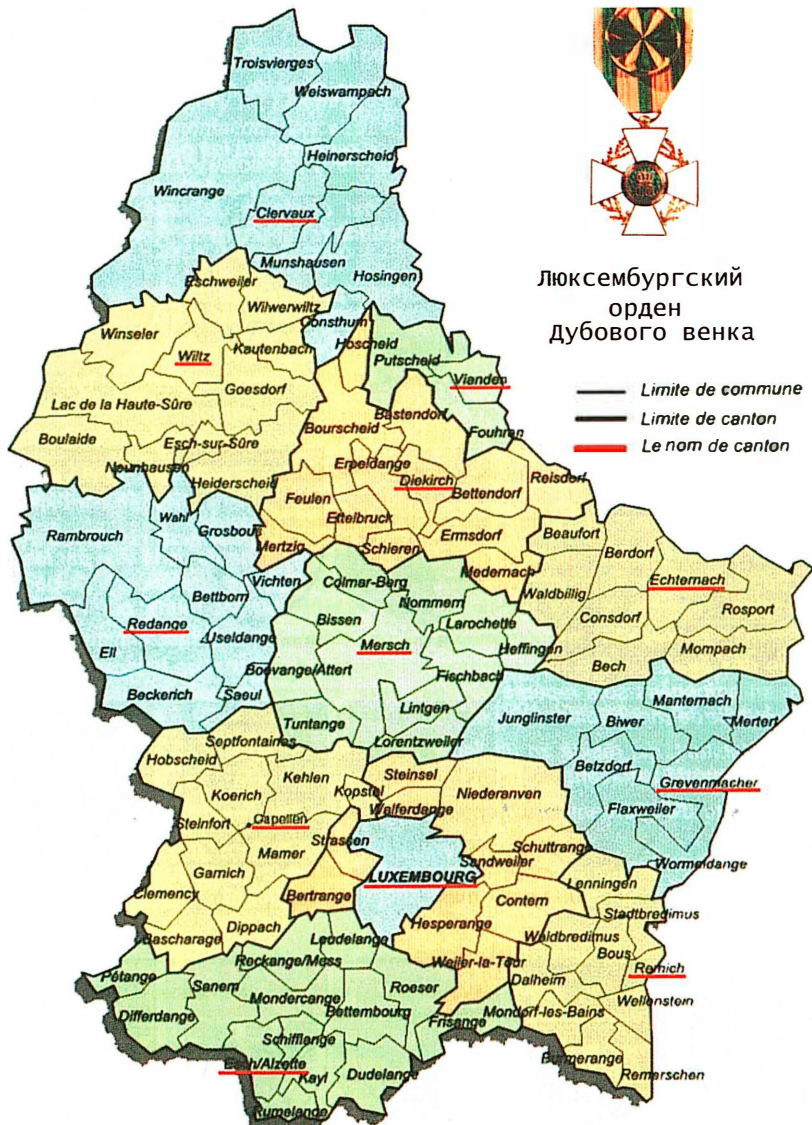 Troisvierges
Weiswampach
Heinerscheid
Wincrange
Clervaux
Munshausen
Hosingen
Люксембургский
орден
Дубового венка
Eschweiler
Wilwerwiltz
Consthum
Winseler
Hoscheid
Kautenbach
Putscheid
Wiltz
Vianden
Goesdorf
Limite de commune
Lac de la Haute-Sûre
Bastendorf
Limite de canton
Bourscheid
Fouhren
Boulaide
Esch-sur-Sûre
Le nom de canton
Neunhausen
Erpeldange
Heiderscheid
Diekirch
Reisdorf
Feulen
Bettendorf
Wahl
Grosbous
Ettelbruck
Rambrouch
Ermsdorf
Beaufort
Mertzig
Schieren
Berdorf
Medernach
Vichten
Colmar-Berg
Echternach
Bettborn
Nommern
Waldbillig
Rosport
Bissen
Larochette
Consdorf
Redange
Useldange
Mersch
Heffingen
Mompach
Ell
Bech
Boevange/Attert
Fischbach
Beckerich
Saeul
Lintgen
Manternach
Junglinster
Biwer
Mertert
Tuntange
Lorentzweiler
Septfontaines
Hobscheid
Steinsel
Betzdorf
Kehlen
Grevenmacher
Kopstal
Niederanven
Koerich
Walferdange
Flaxweiler
Steinfort
Capellen
Strassen
Schuttrange
Mamer
Sandweiler
Wormeldange
Garnich
LUXEMBOURG
Lenningen
Clemency
Bertrange
Contern
Stadtbredimus
Dippach
Hesperange
Waldbredimus
Bascharage
Leudelange
Bous
Reckange/Mess
Weiler-la-Tour
Remich
Pétange
Dalheim
Sanem
Roeser
Mondercange
Wellenstein
Bettembourg
Differdange
Mondorf-les-Bains
Frisange
Schifflange
Burmerange
Esch/Alzette
Kayl
Dudelange
Remerschen
Rumelange